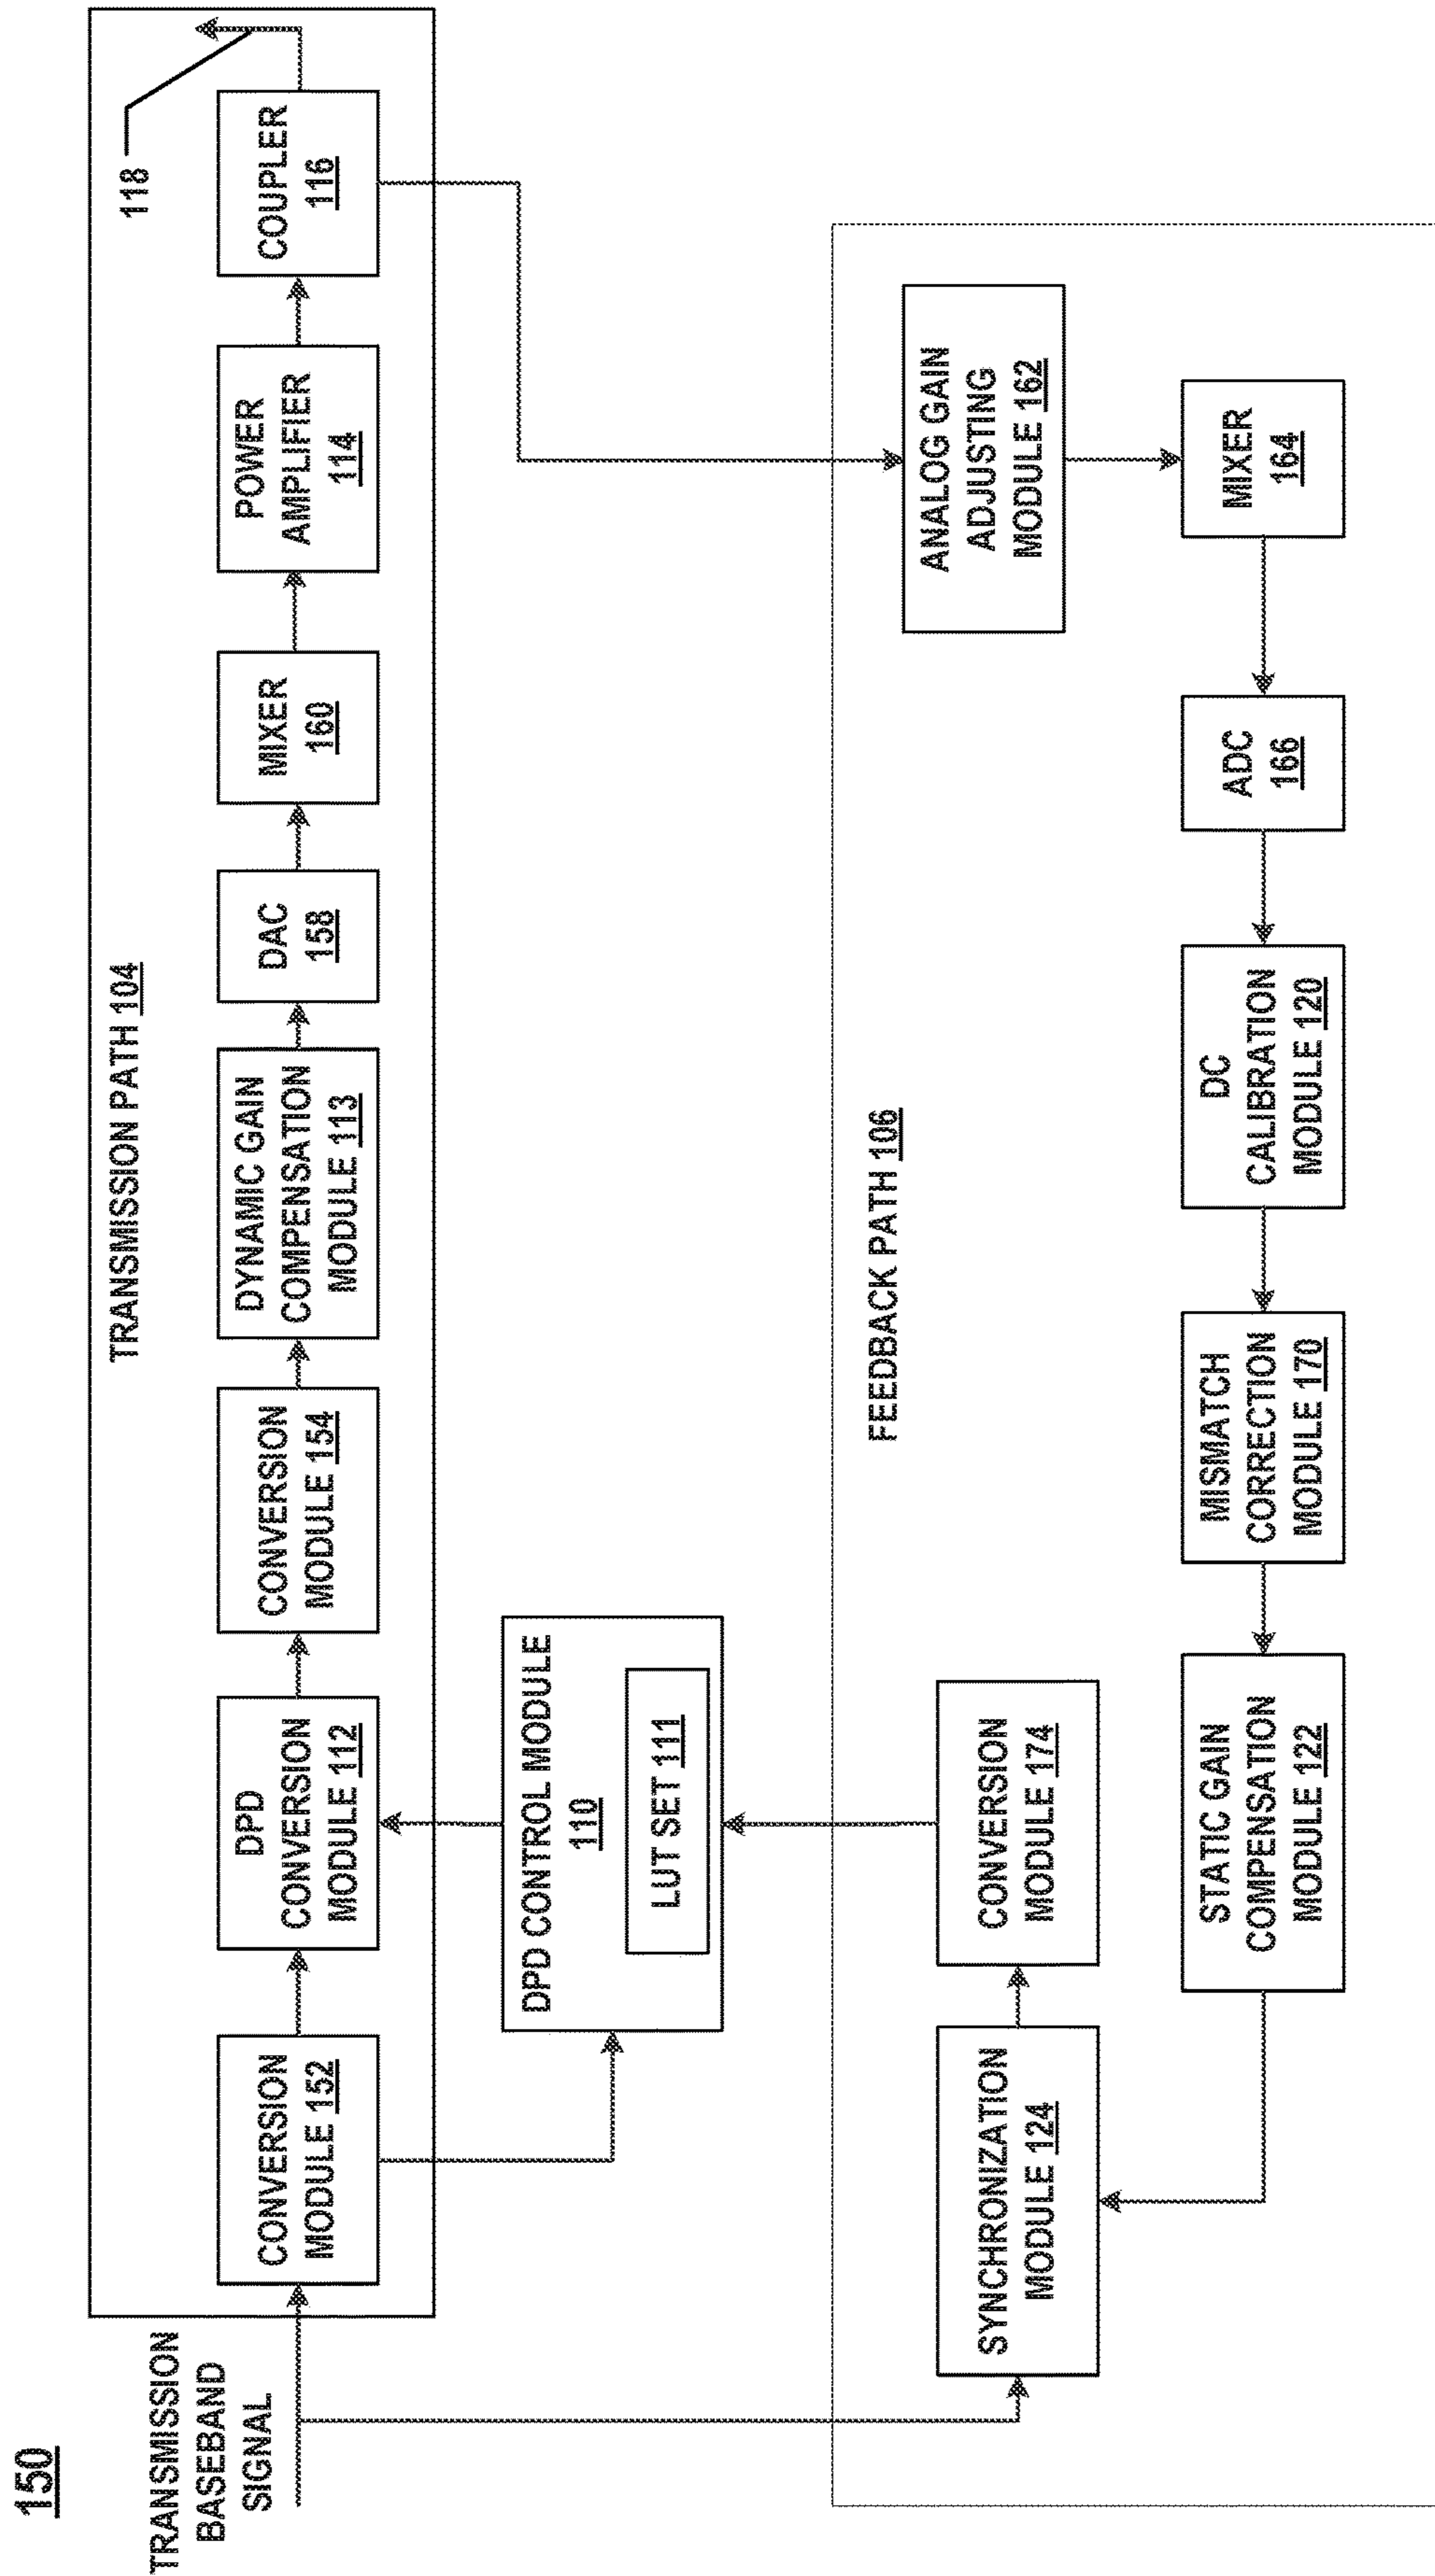 150
TRANSMISSION
BASEBAND
SIGNAL
TRANSMISSION PATH 104
CONVERSION
MODULE 152
DPD
CONVERSION
MODULE 112
CONVERSION
MODULE 154
DYNAMIC GAIN
COMPENSATION
MODULE 113
DAC
158
MIXER
160
POWER
AMPLIFIER
114
COUPLER
116
118
DPD CONTROL MODULE
110
LUT SET 111
FEEDBACK PATH 106
SYNCHRONIZATION
MODULE 124
CONVERSION
MODULE 174
ANALOG GAIN
ADJUSTING
MODULE 162
STATIC GAIN
COMPENSATION
MODULE 122
MISMATCH
CORRECTION
MODULE 170
DC
CALIBRATION
MODULE 120
ADC
166
MIXER
164